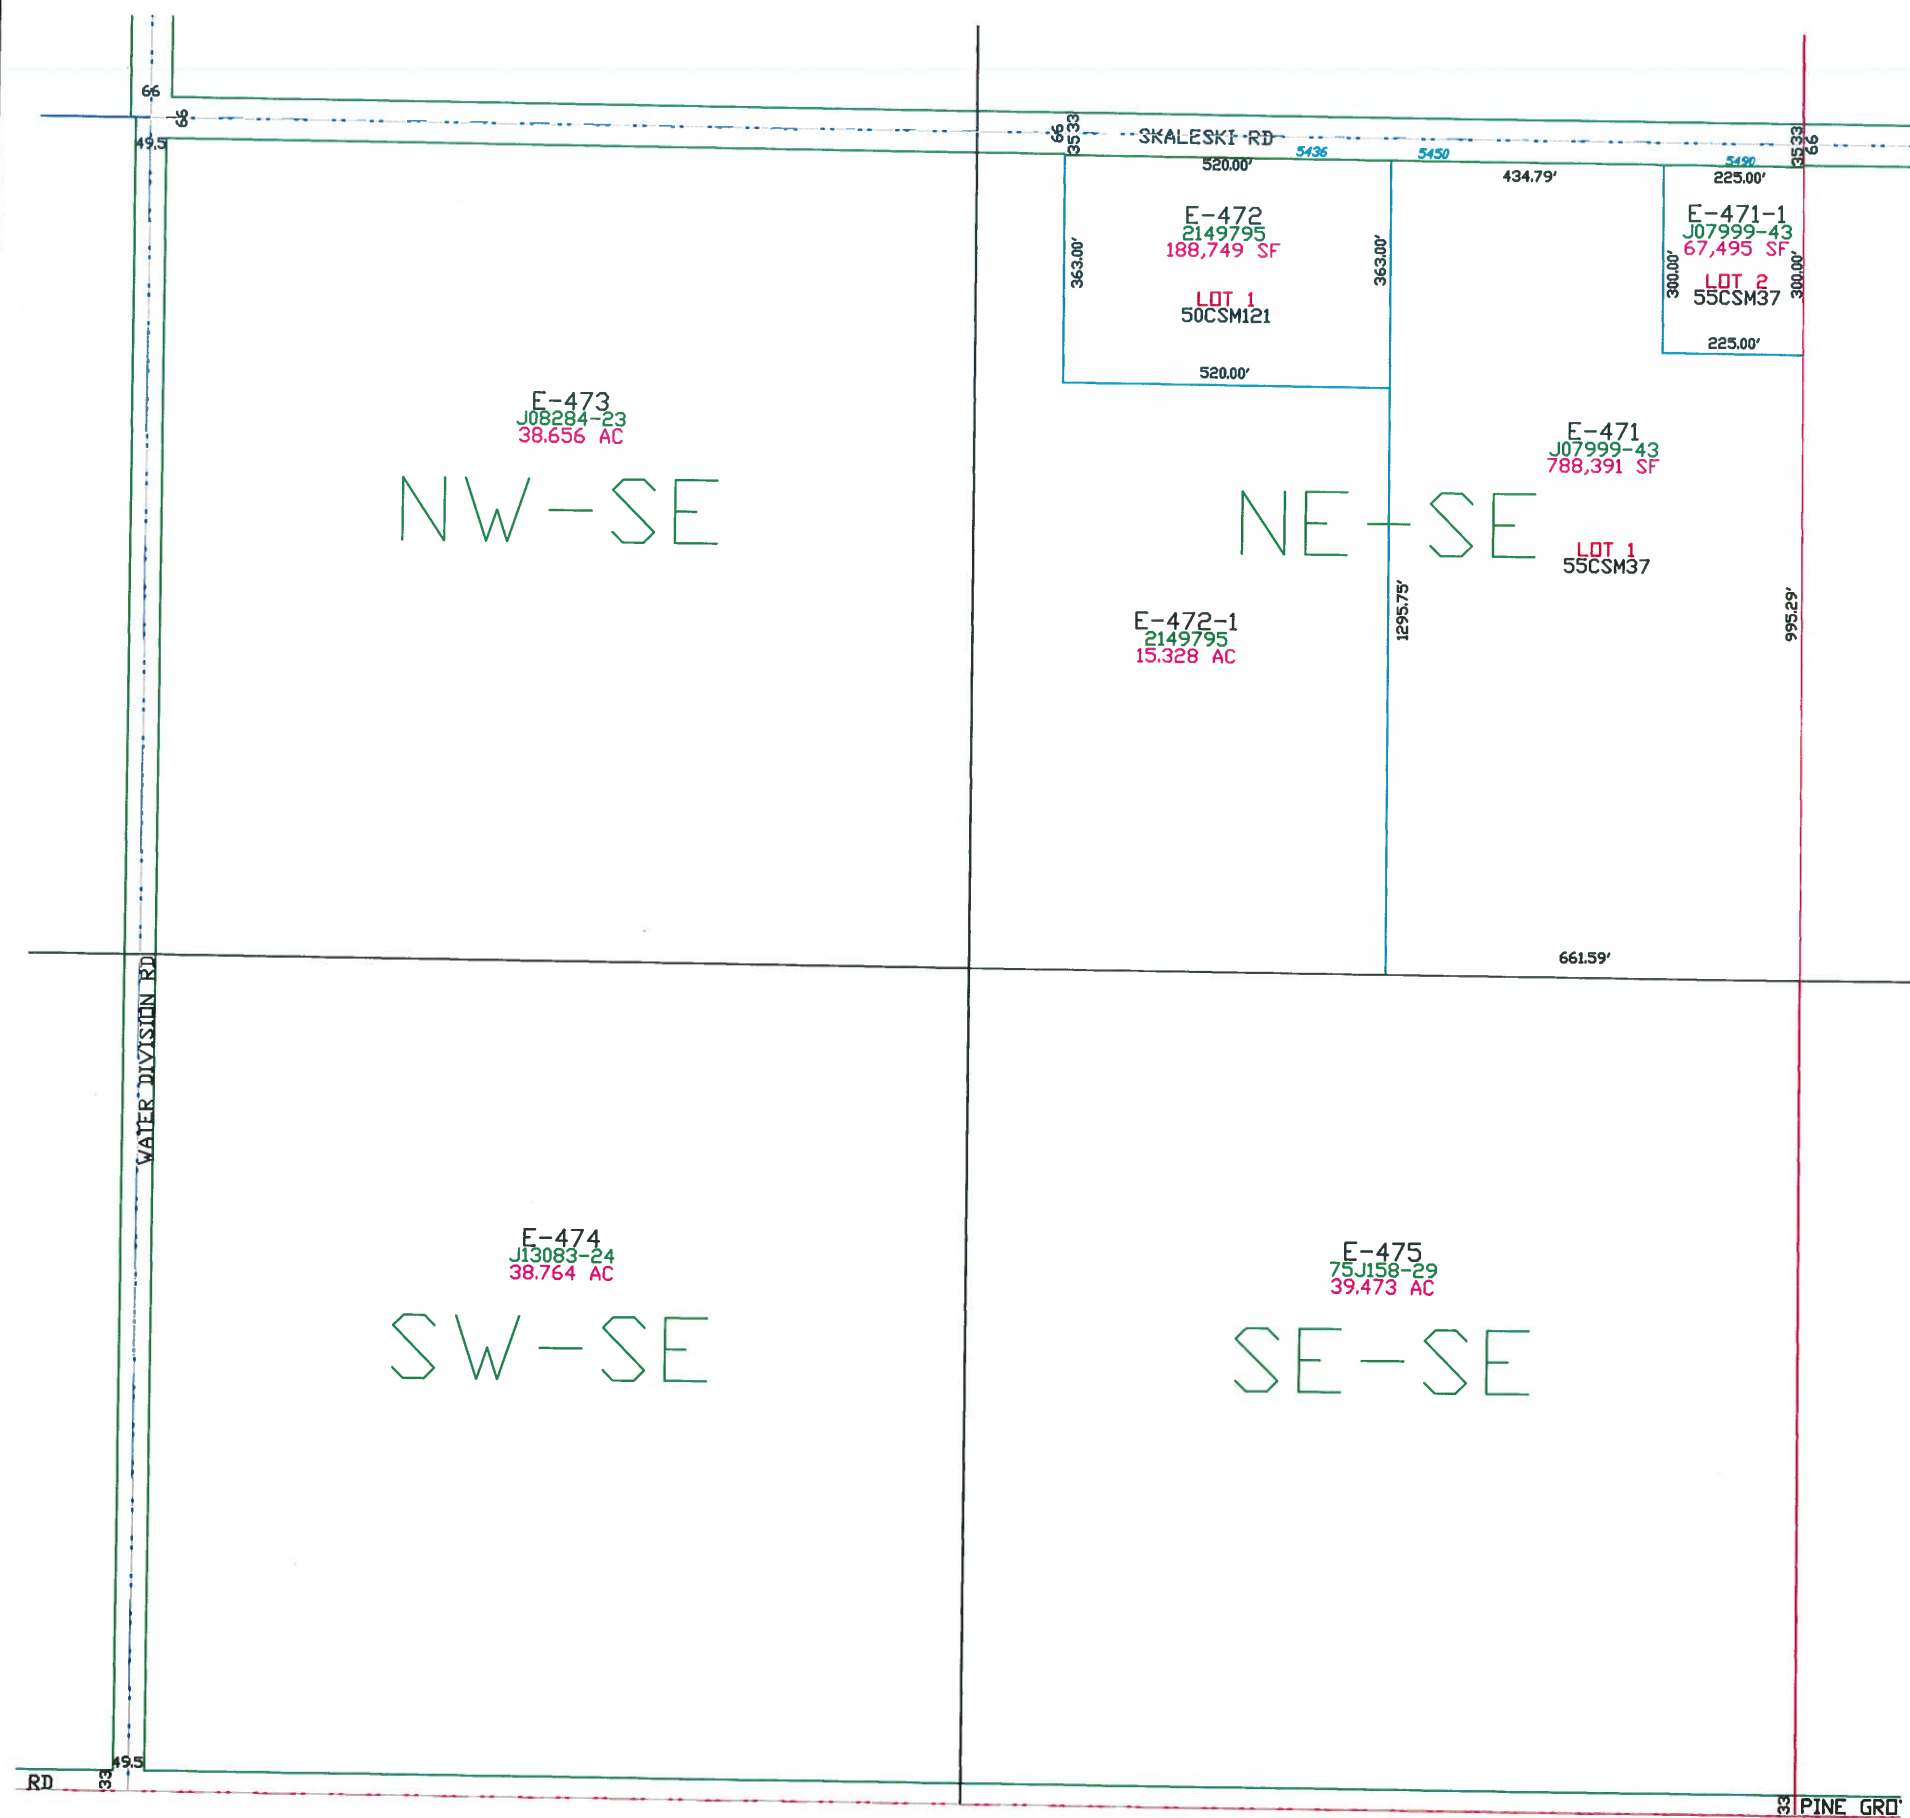 66
66
49.5
66
3533
SKALESKI RD
5436
5450
5490
3533
66
520.00'
434.79'
225.00'
E-472
2149795
188,749 SF
LOT 1
50CSM121
363.00'
363.00'
520.00'
E-471-1
J07999-43
67,495 SF
LOT 2
55CSM37
300.00'
300.00'
225.00'
E-473
J08284-23
38.656 AC
NW-SE
E-471
J07999-43
788,391 SF
NE-SE
LOT 1
55CSM37
E-472-1
2149795
15.328 AC
1295.75'
995.29'
661.59'
WATER DIVISION RD
E-474
J13083-24
38.764 AC
SW-SE
E-475
75J158-29
39.473 AC
SE-SE
49.5
33
RD
33
PINE GRO